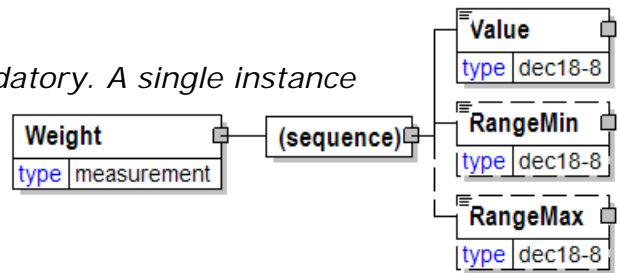 Value
type dec18-8
datory. A single instance
RangeMin
type dec18-8
Weight
type measurement
(sequence)
RangeMax
type dec18-8